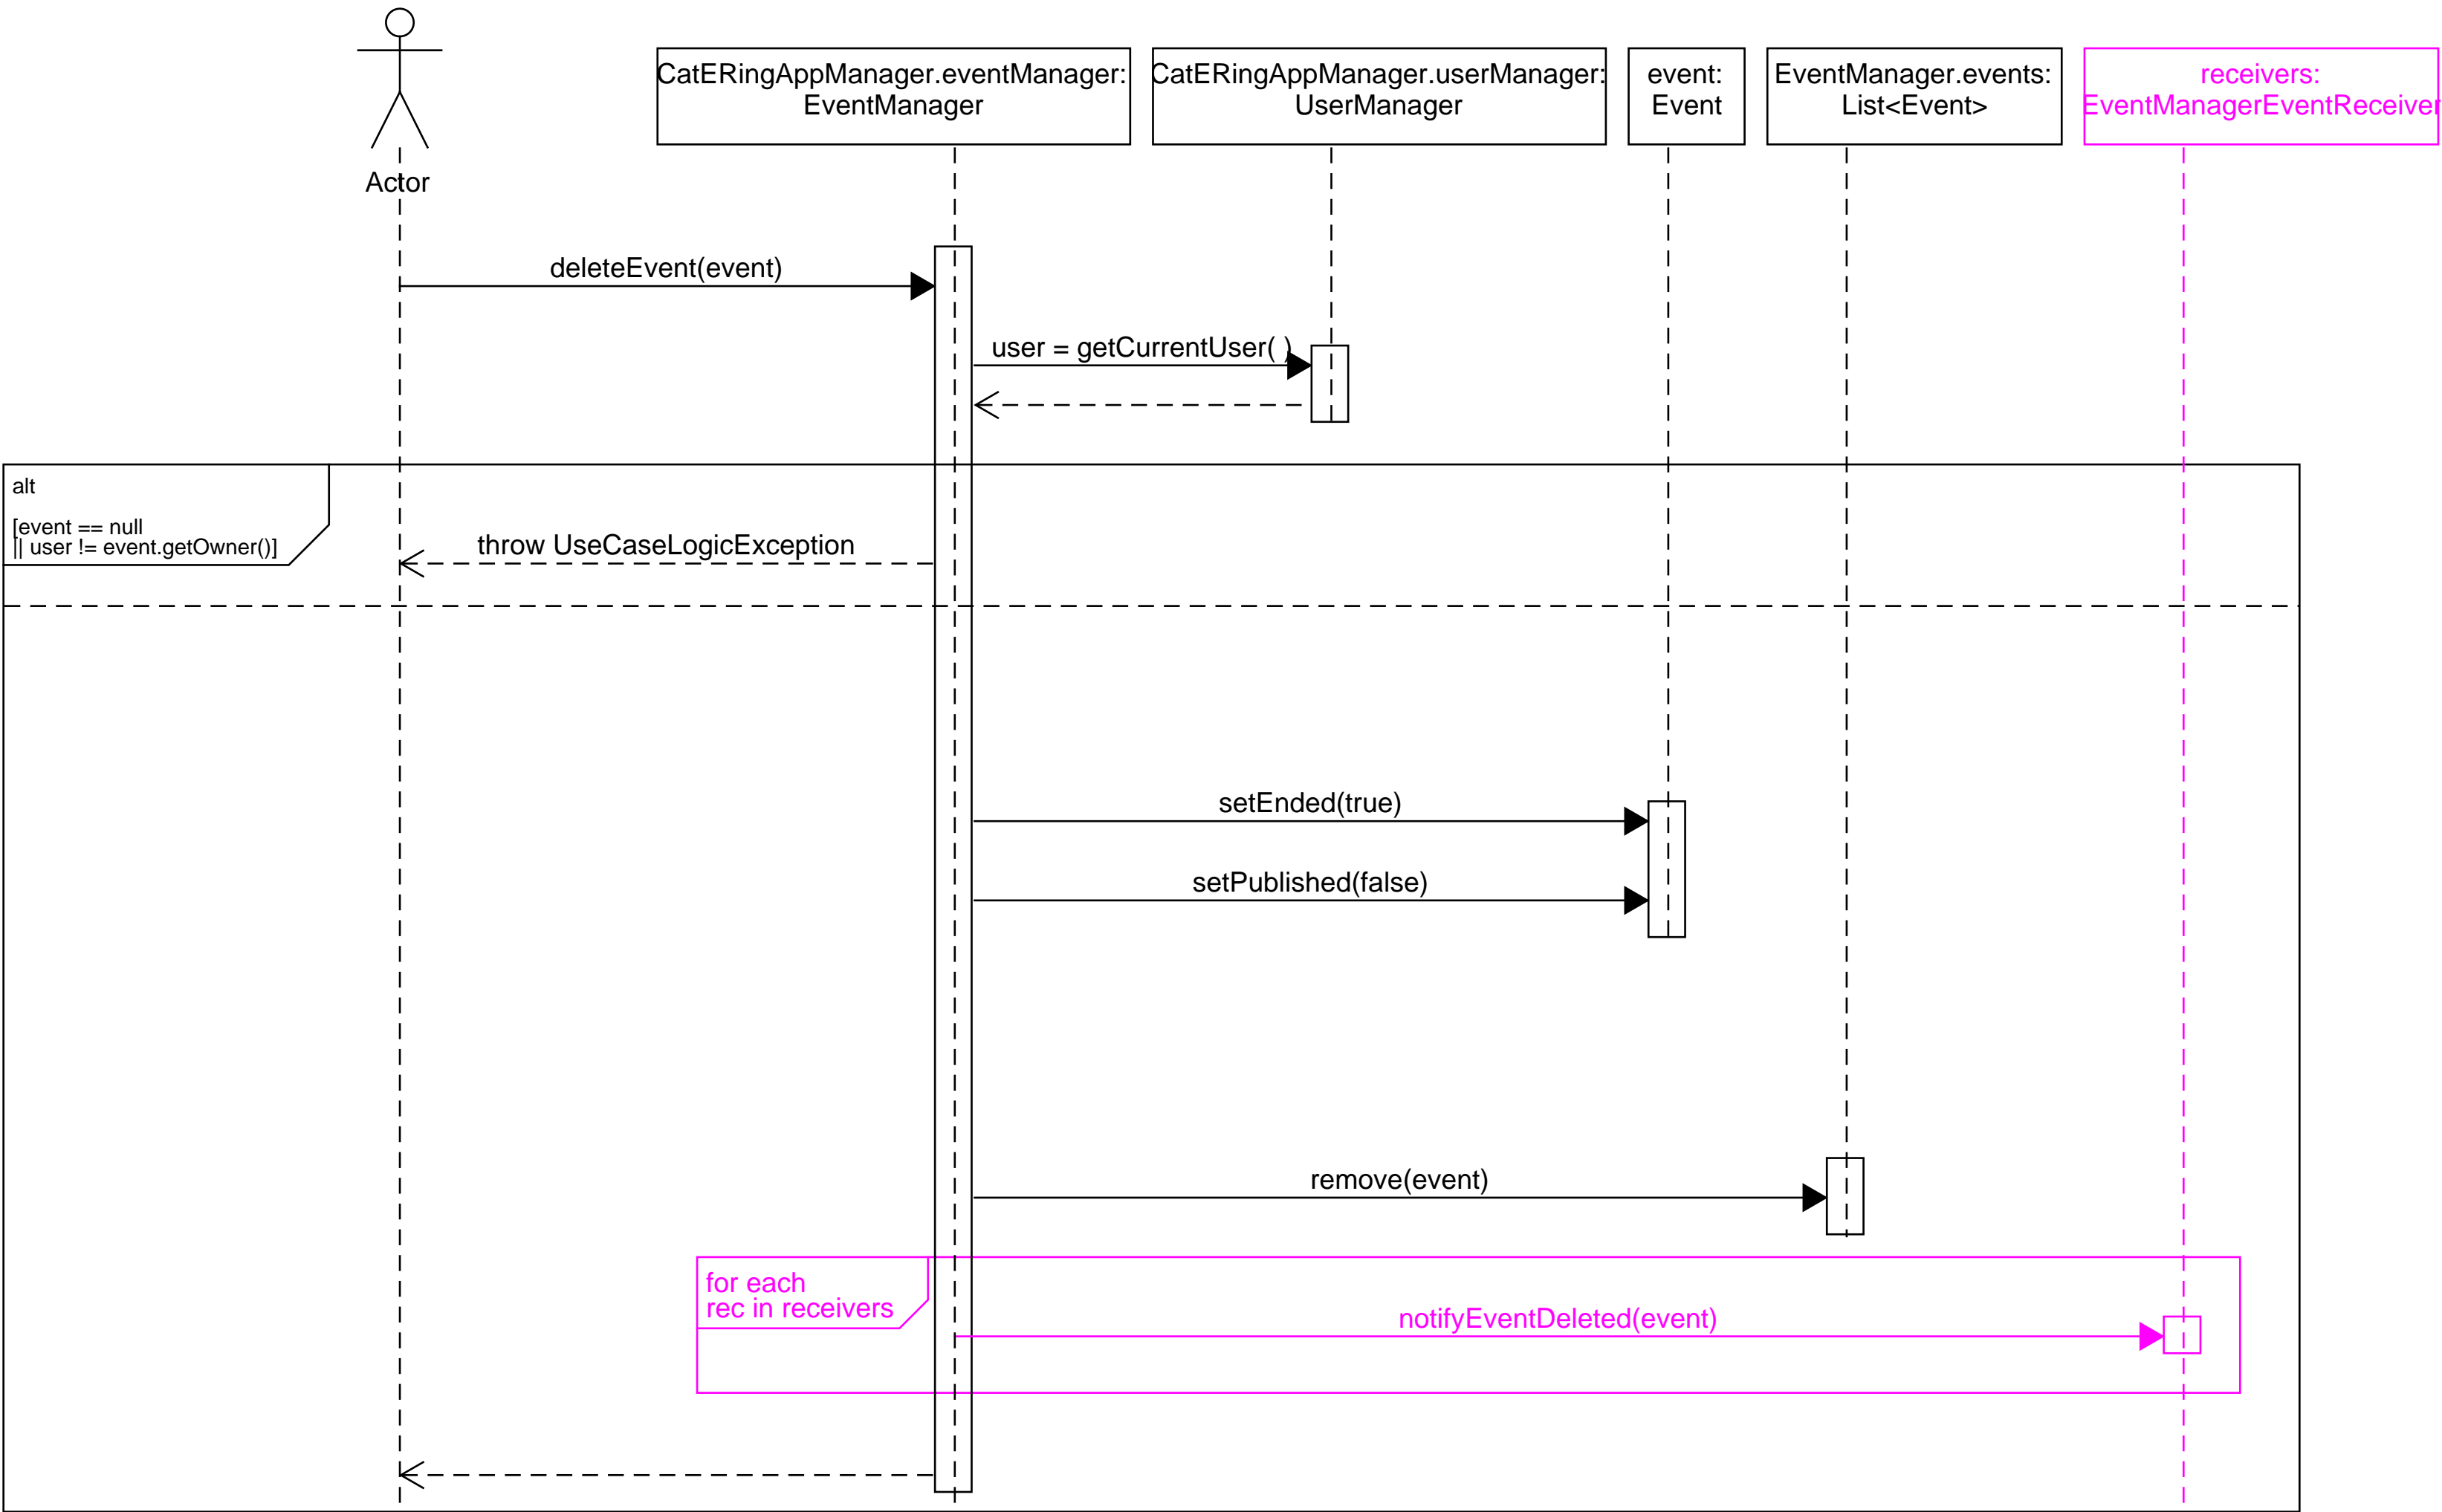 CatERingAppManager.eventManager:
EventManager
CatERingAppManager.userManager:
UserManager
event:
Event
EventManager.events:
List<Event>
receivers:
EventManagerEventReceiver
Actor
deleteEvent(event)
user = getCurrentUser( )
alt
[event == null
|| user != event.getOwner()]
throw UseCaseLogicException
setEnded(true)
setPublished(false)
remove(event)
for each
rec in receivers
notifyEventDeleted(event)